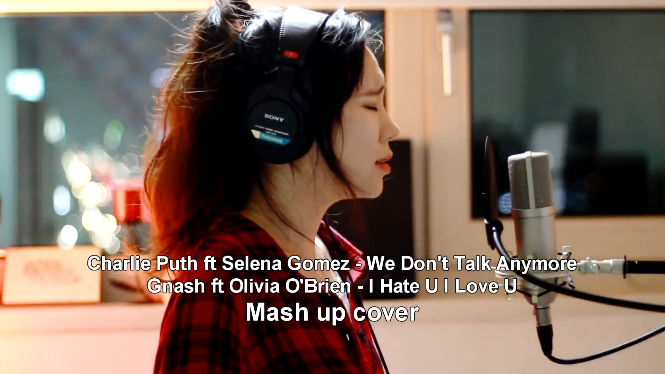 SONY
Charlie Puth ft Selena Gomez - We Don't Talk Anymore
Gnash ft Olivia O'Brien - I Hate U I Love U
Mash up cover